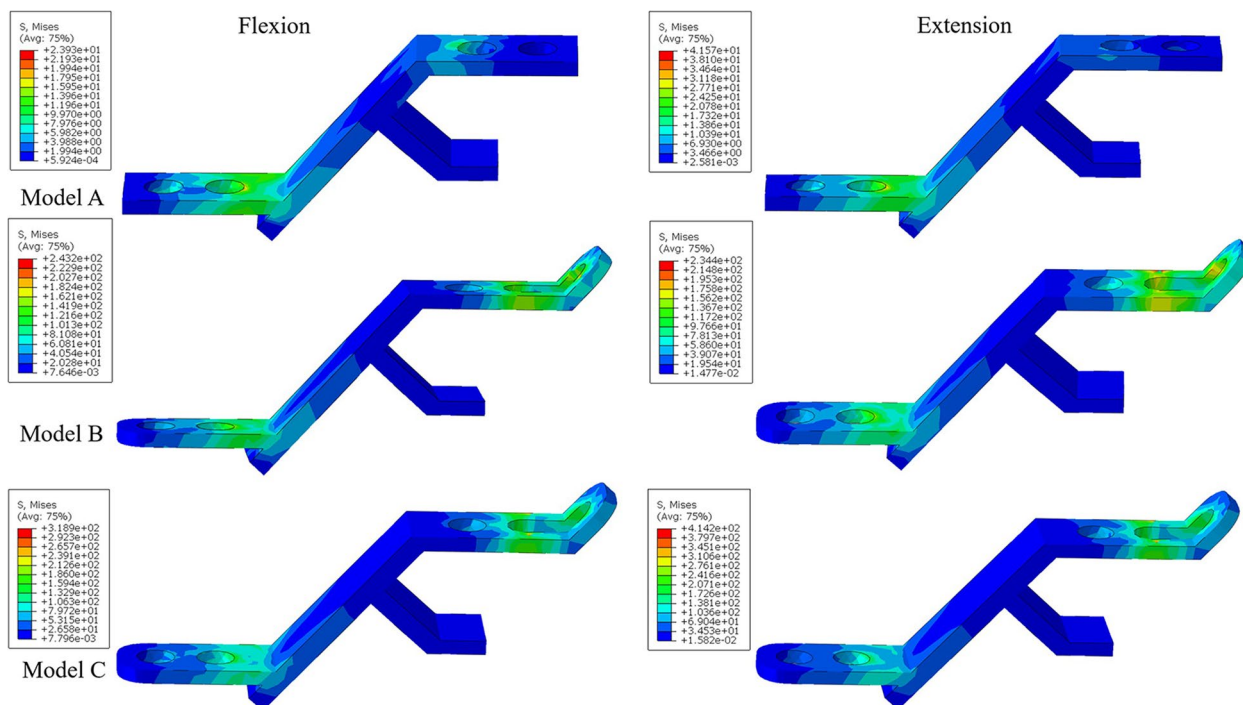 Flexion
Extension
S, Mises
(Avg: 75%)
+2.393e+01
+2.193e+01
+1.994e+01
+1.795e+01
+1.595e+01
+1.396e+01
+1.196e+01
+9.970e+00
+7.976e+00
+5.982e+00
+3.988e+00
+1.994e+00
+5.924e-04
S, Mises
(Avg: 75%)
+4.157e+01
+3.810e+01
+3.464e+01
+3.118e+01
+2.771e+01
+2.425e+01
+2.078e+01
+1.732e+01
+1.386e+01
+1.039e+01
+6.930e+00
+3.466e+00
+2.581e-03
Model A
S, Mises
(Avg: 75%)
+2.432e+02
+2.229e+02
+2.027e+02
+1.824e+02
+1.621e+02
+1.419e+02
+1.216e+02
+1.013e+02
+8.108e+01
+6.081e+01
+4.054e+01
+2.028e+01
+7.646e-03
S, Mises
(Avg: 75%)
+2.344e+02
+2.148e+02
+1.953e+02
+1.758e+02
+1.562e+02
+1.367e+02
+1.172e+02
+9.766e+01
+7.813e+01
+5.860e+01
+3.907e+01
+1.954e+01
+1.477e-02
Model B
S, Mises
(Avg: 75%)
+3.189e+02
+2.923e+02
+2.657e+02
+2.391e+02
+2.126e+02
+1.860e+02
+1.594e+02
+1.329e+02
+1.063e+02
+7.972e+01
+5.315e+01
+2.658e+01
+7.796e-03
S, Mises
(Avg: 75%)
+4.142e+02
+3.797e+02
+3.451e+02
+3.106e+02
+2.761e+02
+2.416e+02
+2.071e+02
+1.726e+02
+1.381e+02
+1.036e+02
+6.904e+01
+3.453e+01
+1.582e-02
Model C